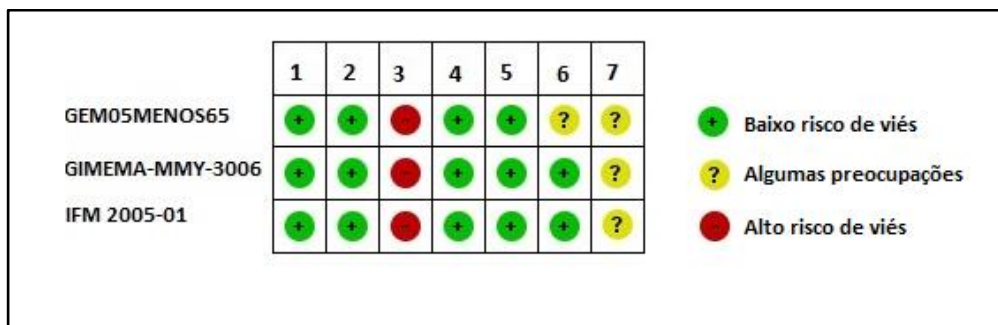 1 2 3 4 5 6 7
GEM05MENOS65 + + - + + ? ?
GIMEMA-MMY-3006 + + - + + + ?
IFM 2005-01 + + - + + + ?
+ Baixo risco de viés
? Algumas preocupações
- Alto risco de viés